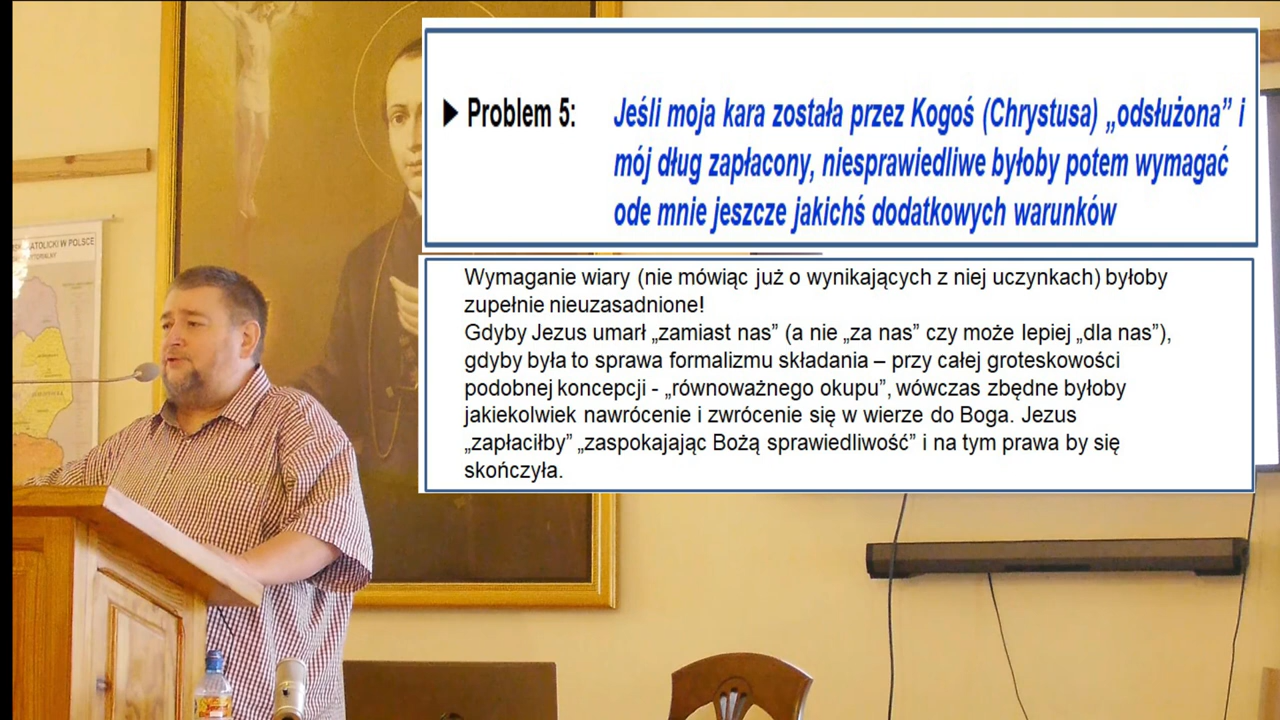 ▶ Problem 5: Jeśli moja kara została przez Kogoś (Chrystusa) „odsłużona” i
mój dług zapłacony, niesprawiedliwe byłoby potem wymagać
ode mnie jeszcze jakichś dodatkowych warunków
Wymaganie wiary (nie mówiąc już o wynikających z niej uczynkach) byłoby
zupełnie nieuzasadnione!
Gdyby Jezus umarł „zamiast nas” (a nie „za nas” czy może lepiej „dla nas”),
gdyby była to sprawa formalizmu składania – przy całej groteskowości
podobnej koncepcji - „równoważnego okupu”, wówczas zbędne byłoby
jakiekolwiek nawrócenie i zwrócenie się w wierze do Boga. Jezus
„zapłaciłby” „zaspokajając Bożą sprawiedliwość” i na tym prawa by się
skończyła.
ATOLICKI W POLSCE